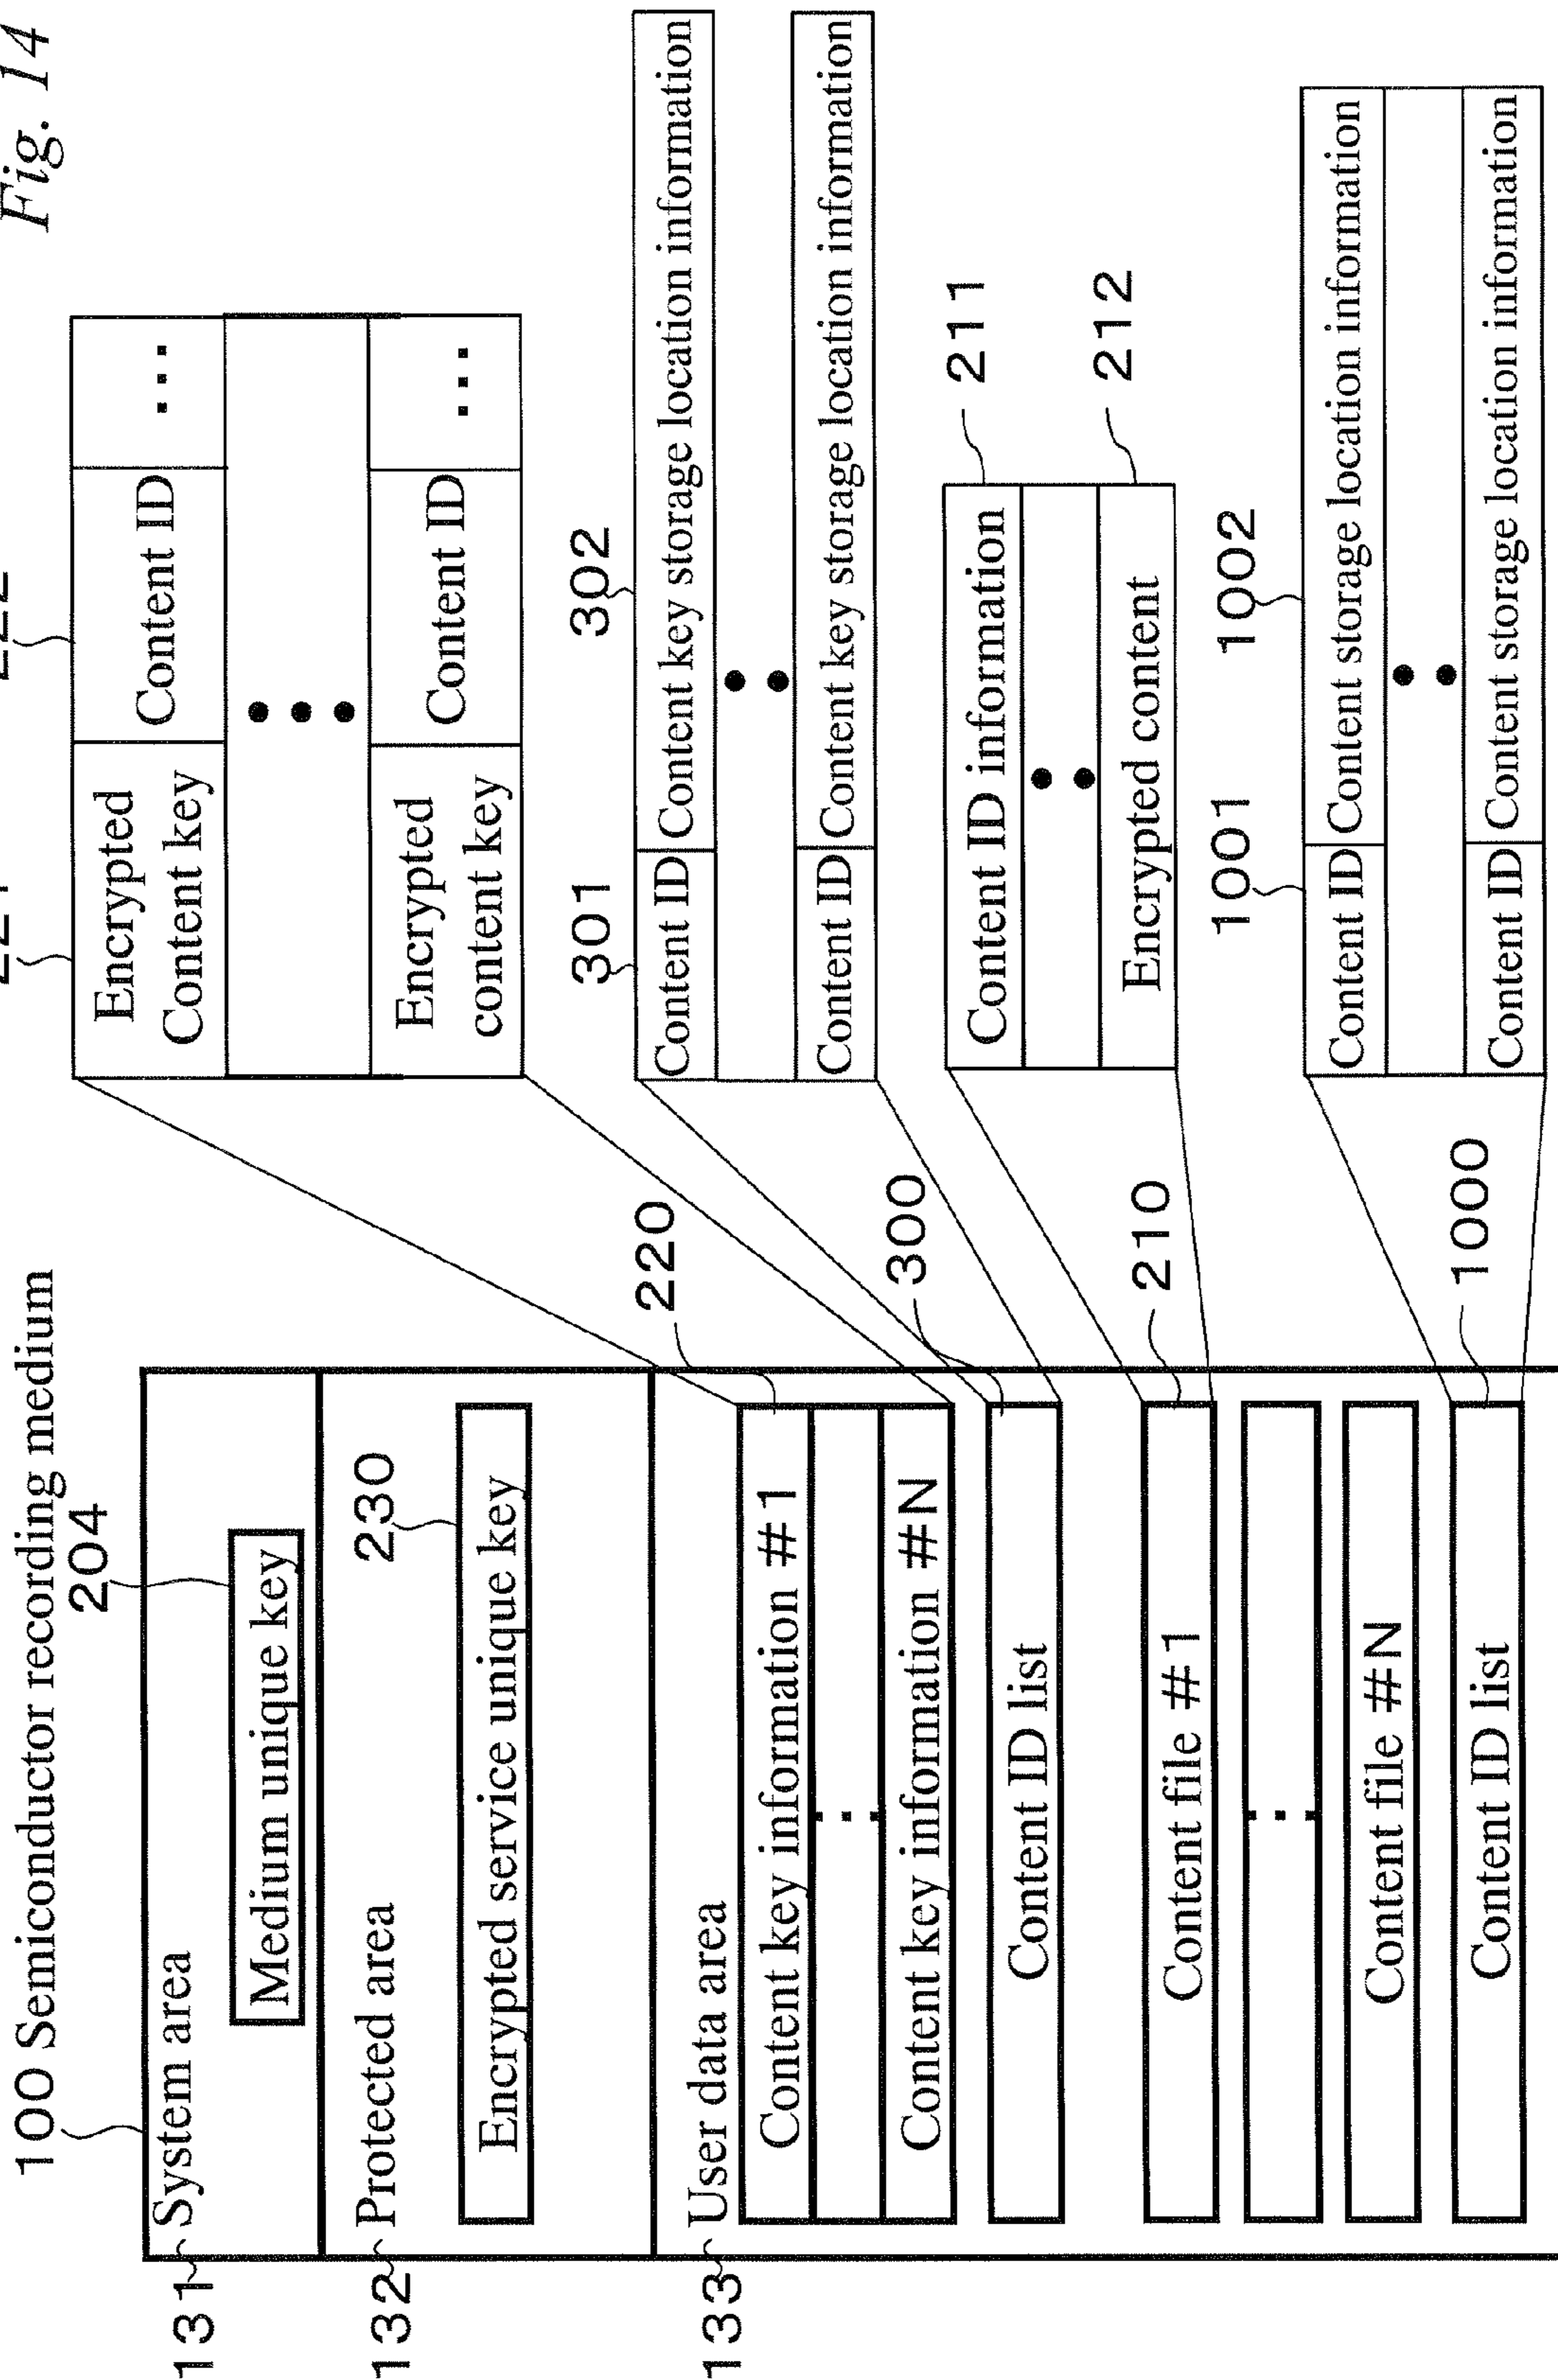 Fig. 14
100 Semiconductor recording medium
204
131 System area
Medium unique key
132 Protected area
230
Encrypted service unique key
133 User data area
220
Content key information #1
Content key information #N
300
Content ID list
210
Content file #1
Content file #N
1000
Content ID list
Encrypted
Content key
Content ID
...
Encrypted
content key
Content ID
...
301
302
Content ID
Content key storage location information
Content ID
Content key storage location information
211
Content ID information
212
Encrypted content
1001
1002
Content ID
Content storage location information
Content ID
Content storage location information